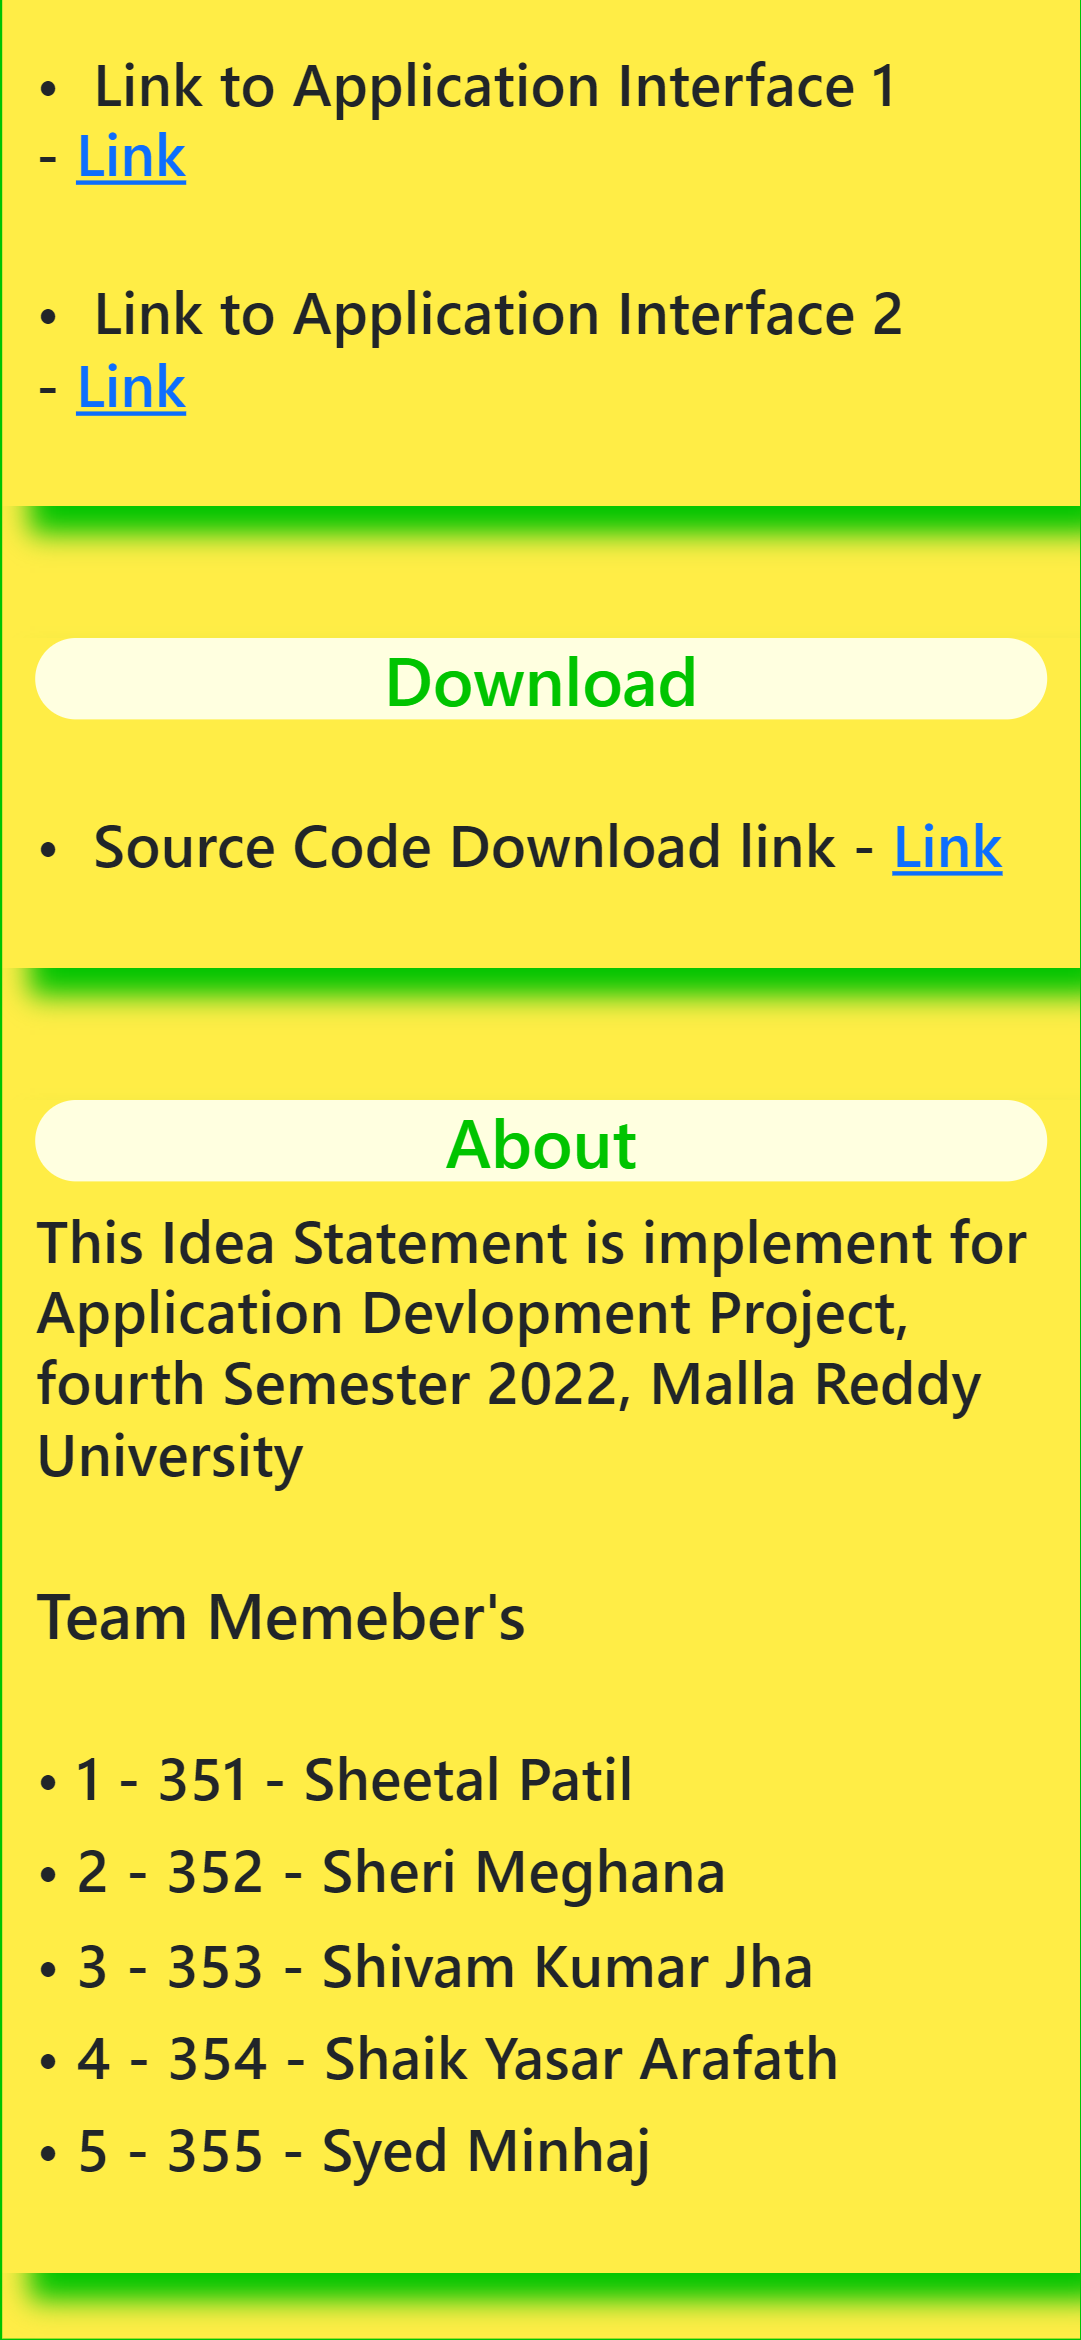 • Link to Application Interface 1
- Link
• Link to Application Interface 2
- Link
Download
• Source Code Download link - Link
About
This Idea Statement is implement for
Application Devlopment Project,
fourth Semester 2022, Malla Reddy
University
Team Memeber's
• 1 - 351 - Sheetal Patil
• 2 - 352 - Sheri Meghana
• 3 - 353 - Shivam Kumar Jha
• 4 - 354 - Shaik Yasar Arafath
• 5 - 355 - Syed Minhaj